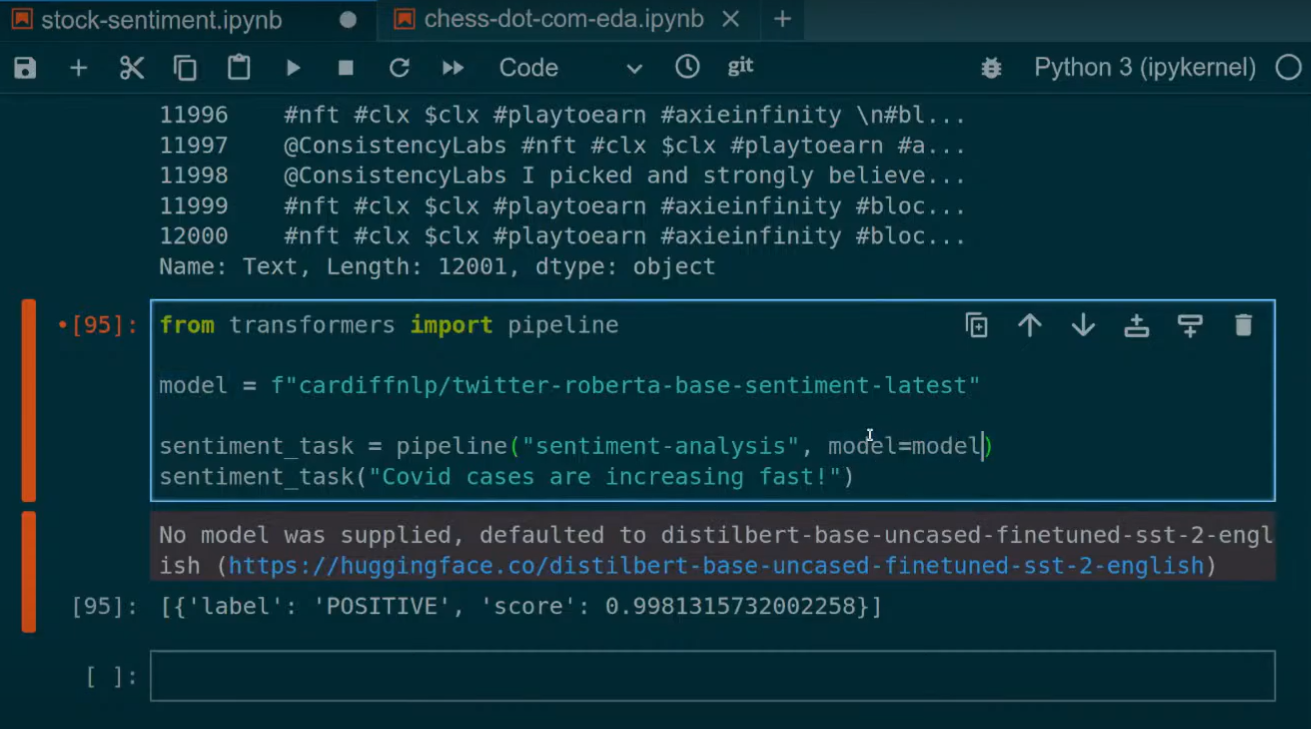 stock-sentiment.ipynb chess-dot-com-eda.ipynb
Code git Python 3 (ipykernel)
11996 #nft #clx $clx #playtoearn #axieinfinity \n#bl...
11997 @ConsistencyLabs #nft #clx $clx #playtoearn #a...
11998 @ConsistencyLabs I picked and strongly believe...
11999 #nft #clx $clx #playtoearn #axieinfinity #bloc...
12000 #nft #clx $clx #playtoearn #axieinfinity #bloc...
Name: Text, Length: 12001, dtype: object
•[95]: from transformers import pipeline
model = f"cardiffnlp/twitter-roberta-base-sentiment-latest"
sentiment_task = pipeline("sentiment-analysis", model=model)
sentiment_task("Covid cases are increasing fast!")
No model was supplied, defaulted to distilbert-base-uncased-finetuned-sst-2-engl
ish (https://huggingface.co/distilbert-base-uncased-finetuned-sst-2-english)
[95]: [{'label': 'POSITIVE', 'score': 0.9981315732002258}]
[ ]: